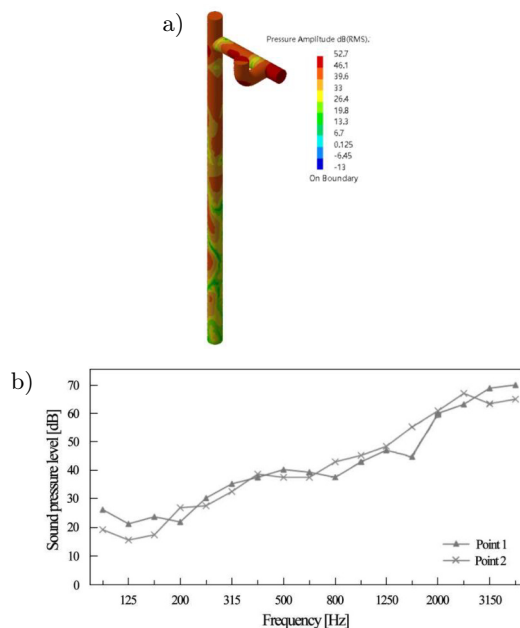 a)
Pressure Amplitude dB(RMS).
52.7
46.1
39.6
33
26.4
19.8
13.3
6.7
0.125
-6.45
-13
On Boundary
b)
Sound pressure level [dB]
70
60
50
40
30
20
10
0
125 200 315 500 800 1250 2000 3150
Frequency [Hz]
Point 1
Point 2